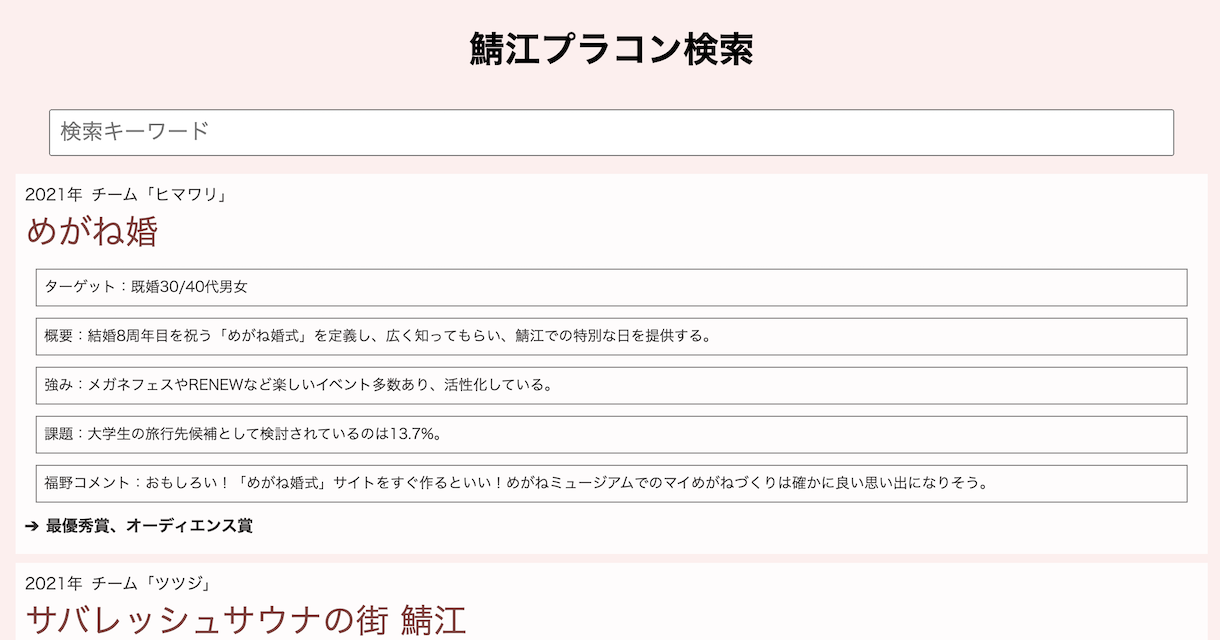 鯖江プラコン検索
検索キーワード
2021年 チーム「ヒマワリ」
めがね婚
ターゲット：既婚30/40代男女
概要：結婚8周年目を祝う「めがね婚式」を定義し、広く知ってもらい、鯖江での特別な日を提供する。
強み：メガネフェスやRENEWなど楽しいイベント多数あり、活性化している。
課題：大学生の旅行先候補として検討されているのは13.7%。
福野コメント：おもしろい！「めがね婚式」サイトをすぐ作るといい！めがねミュージアムでのマイめがねづくりは確かに良い思い出になりそう。
➔ 最優秀賞、オーディエンス賞
2021年 チーム「ツツジ」
サバレッシュサウナの街 鯖江